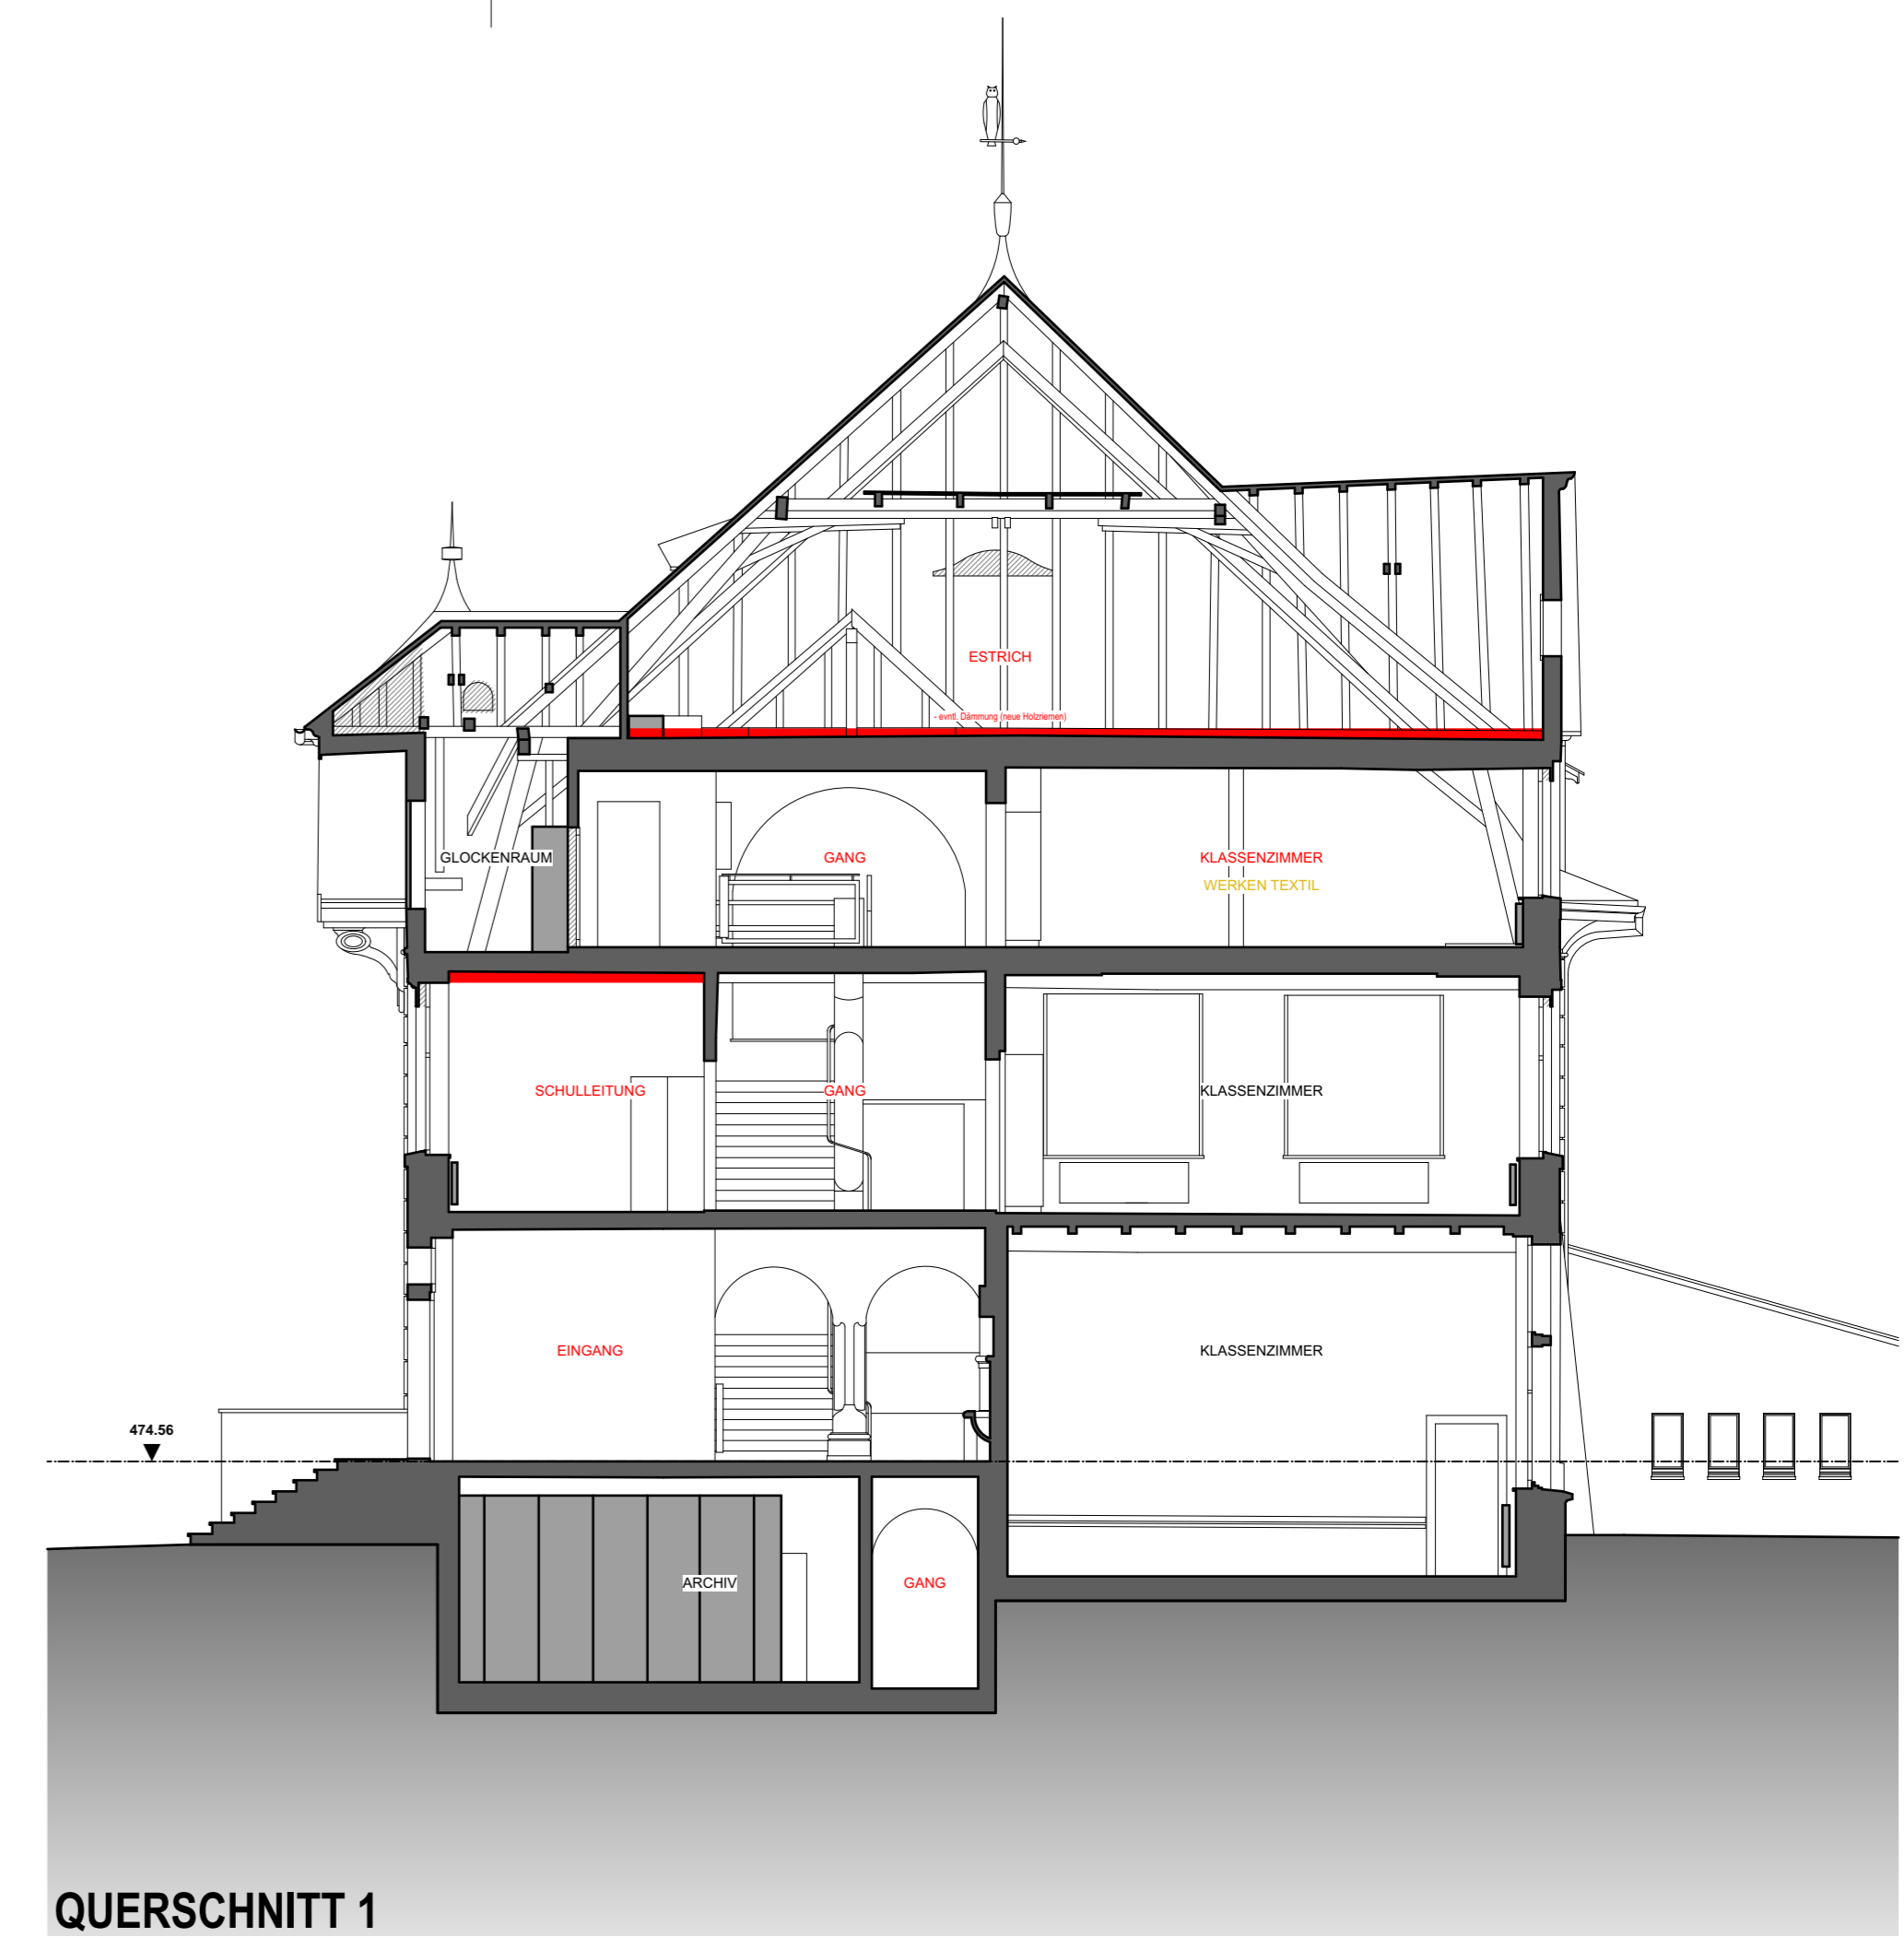 ESTRICH
- evntl. Dämmung (neue Holzriemen)
GLOCKENRAUM
GANG
KLASSENZIMMER
WERKEN TEXTIL
SCHULLEITUNG
GANG
KLASSENZIMMER
EINGANG
KLASSENZIMMER
474.56
ARCHIV
GANG
QUERSCHNITT 1